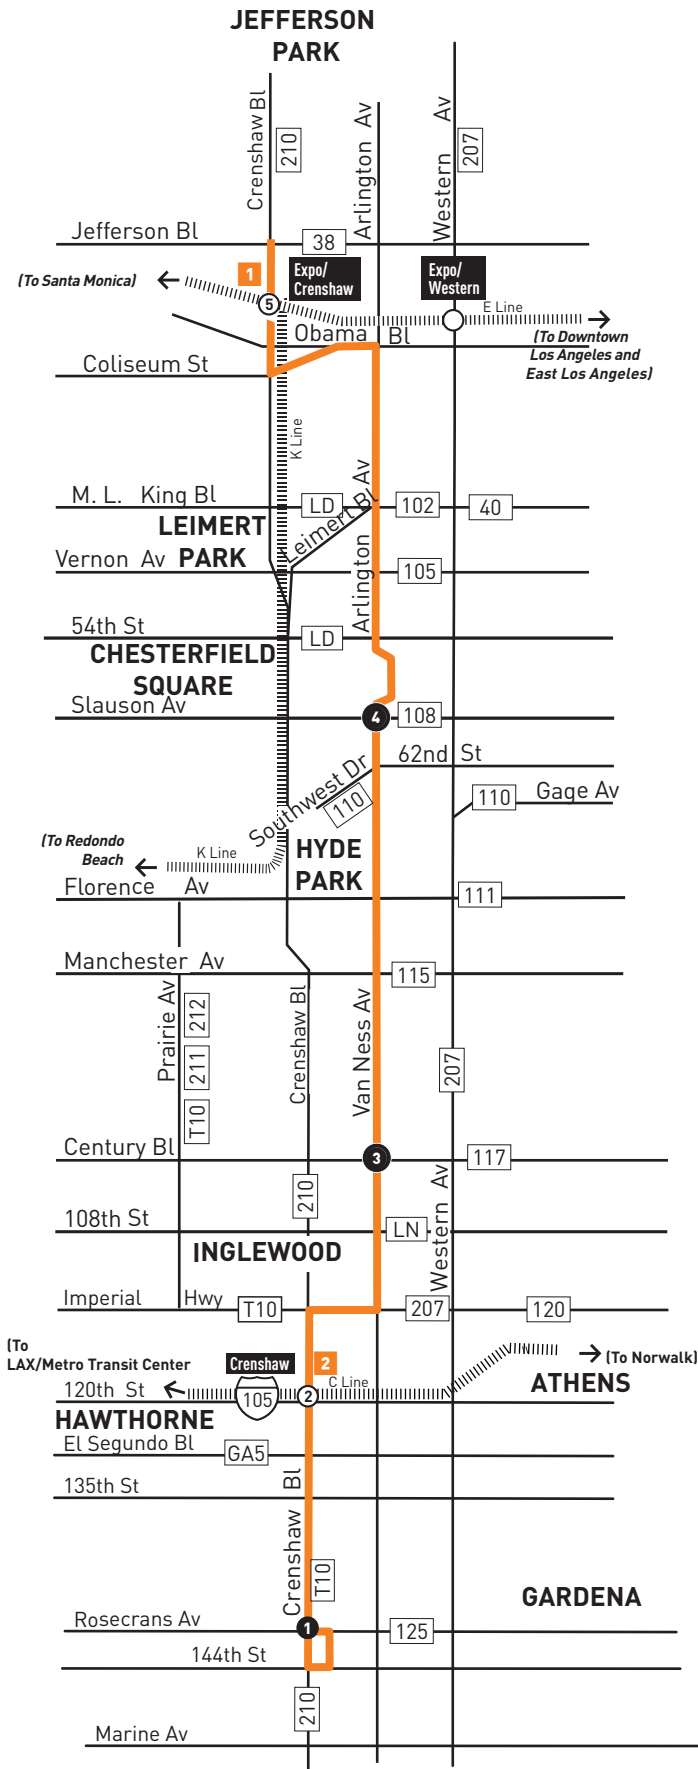 JEFFERSON
PARK
Crenshaw Bl
210
Arlington Av
Western Av
207
Jefferson Bl
38
(To Santa Monica)
1
Expo/
Crenshaw
Expo/
Western
5
E Line
Obama Bl
(To Downtown
Los Angeles and
East Los Angeles)
Coliseum St
K Line
M. L. King Bl
LD
102
40
LEIMERT
PARK
Leimert Bl
Arlington Av
Vernon Av
105
54th St
LD
CHESTERFIELD
SQUARE
Slauson Av
4
108
62nd St
Southwest Dr
110
110
Gage Av
(To Redondo
Beach
K Line
HYDE
PARK
Florence Av
111
Manchester Av
115
Prairie Av
212
211
T10
Crenshaw Bl
210
Van Ness Av
207
Western Av
Century Bl
3
117
108th St
LN
INGLEWOOD
Imperial Hwy
T10
207
120
(To
LAX/Metro Transit Center
Crenshaw
2
(To Norwalk)
C Line
120th St
105
2
ATHENS
HAWTHORNE
El Segundo Bl
GA5
135th St
Crenshaw Bl
T10
GARDENA
Rosecrans Av
1
125
144th St
210
Marine Av